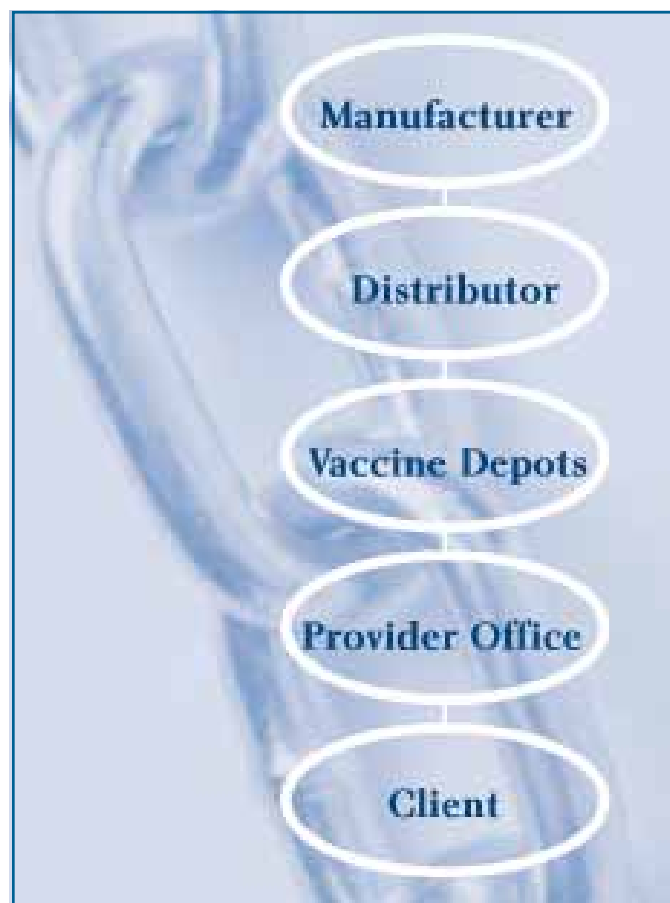 Manufacturer
Distributor
Vaccine Depots
Provider Office
Client